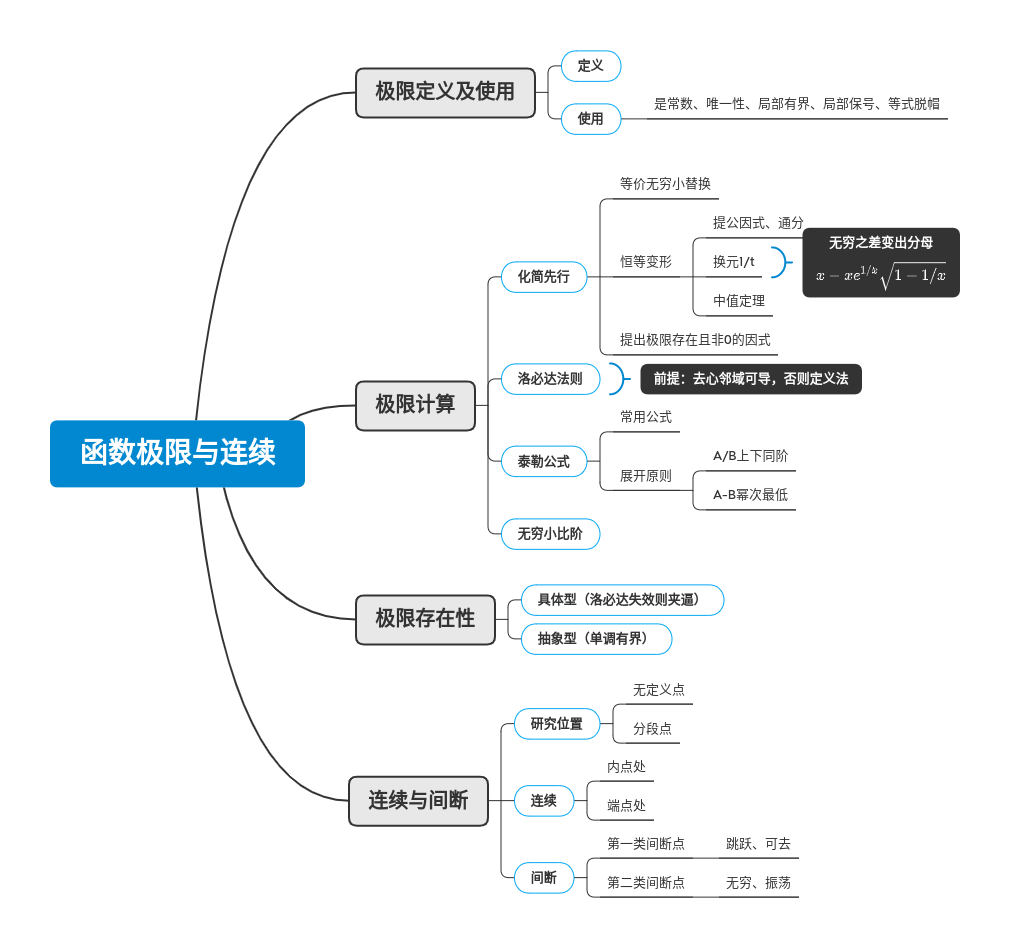 函数极限与连续
极限定义及使用
定义
使用
是常数、唯一性、局部有界、局部保号、等式脱帽
极限计算
化简先行
等价无穷小替换
恒等变形
提公因式、通分
换元1/t
中值定理
无穷之差变出分母
x − xe^{1/x}√(1 − 1/x)
提出极限存在且非0的因式
洛必达法则
前提：去心邻域可导，否则定义法
泰勒公式
常用公式
展开原则
A/B上下同阶
A-B幂次最低
无穷小比阶
极限存在性
具体型（洛必达失效则夹逼）
抽象型（单调有界）
连续与间断
研究位置
无定义点
分段点
连续
内点处
端点处
间断
第一类间断点
跳跃、可去
第二类间断点
无穷、振荡